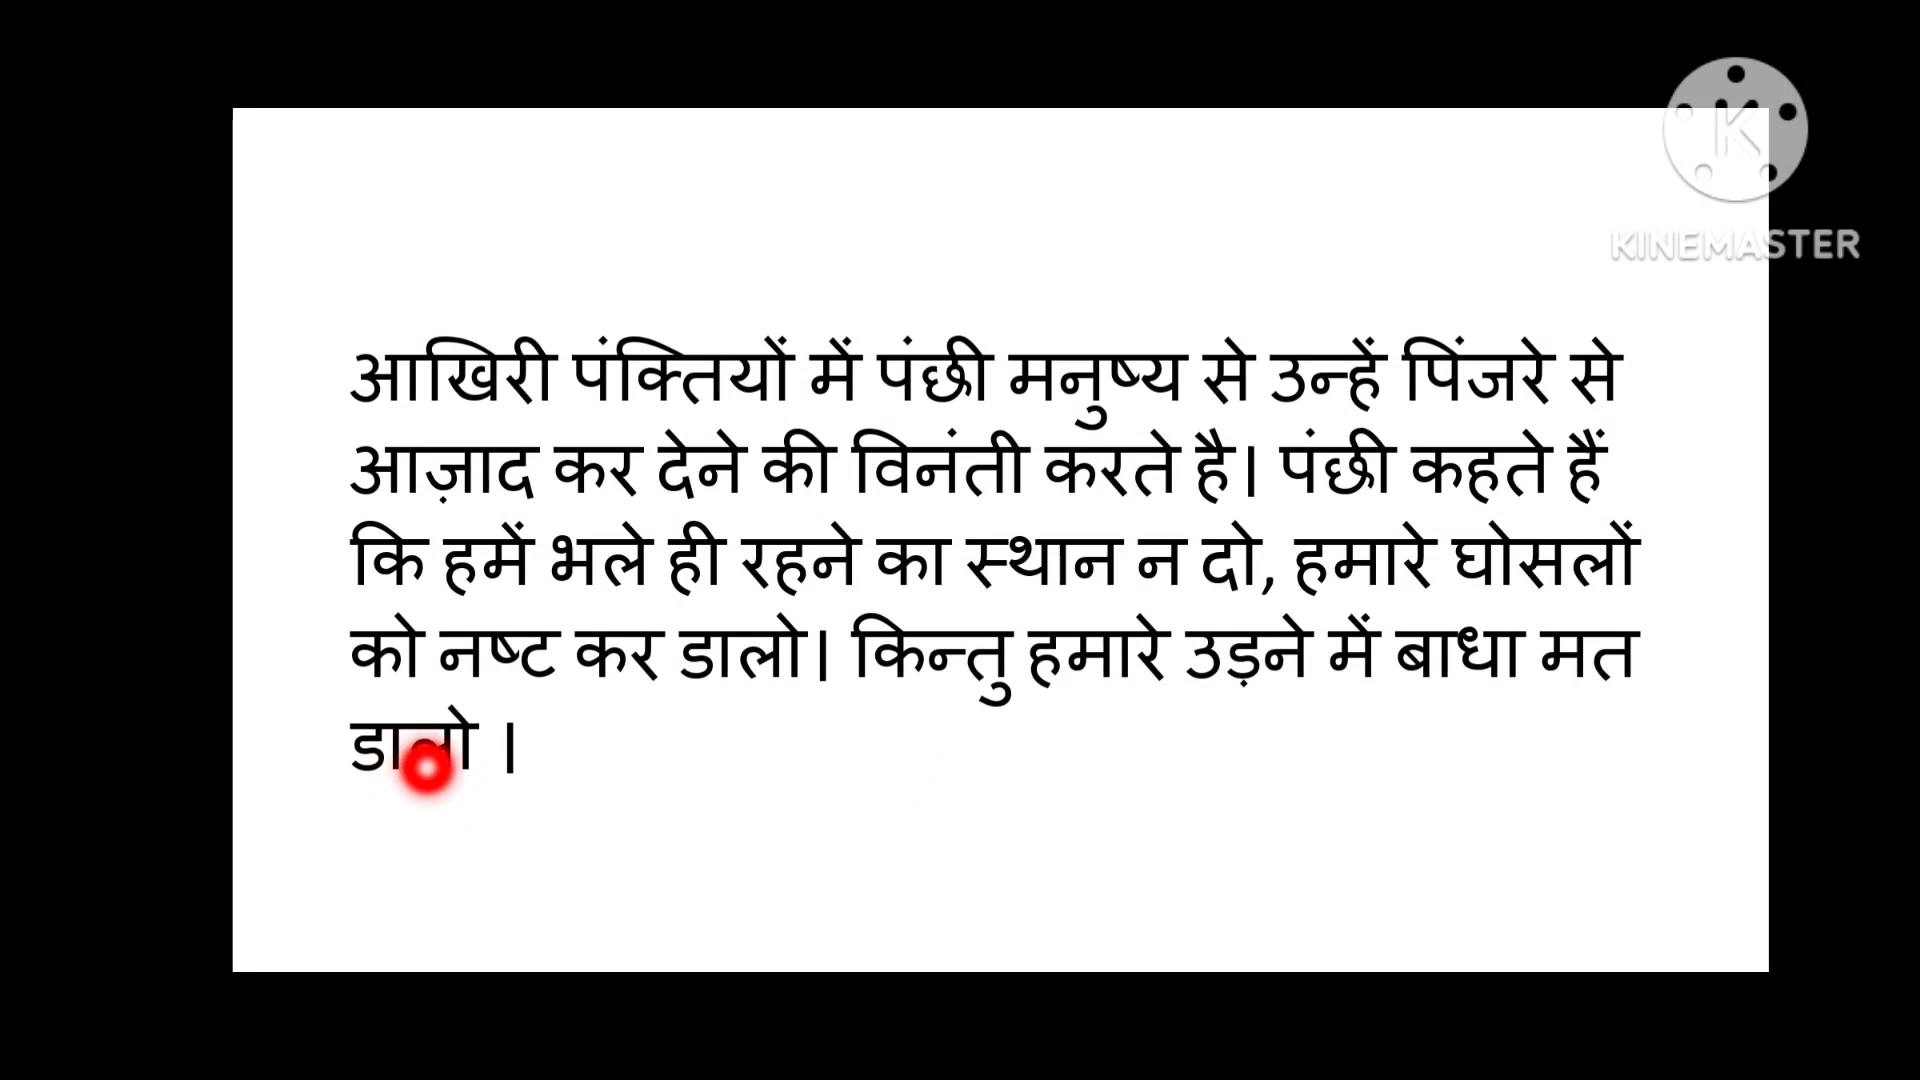 KINEMASTER
आखिरी पंक्तियों में पंछी मनुष्य से उन्हें पिंजरे से
आज़ाद कर देने की विनंती करते है। पंछी कहते हैं
कि हमें भले ही रहने का स्थान न दो, हमारे घोसलों
को नष्ट कर डालो। किन्तु हमारे उड़ने में बाधा मत
डालो ।